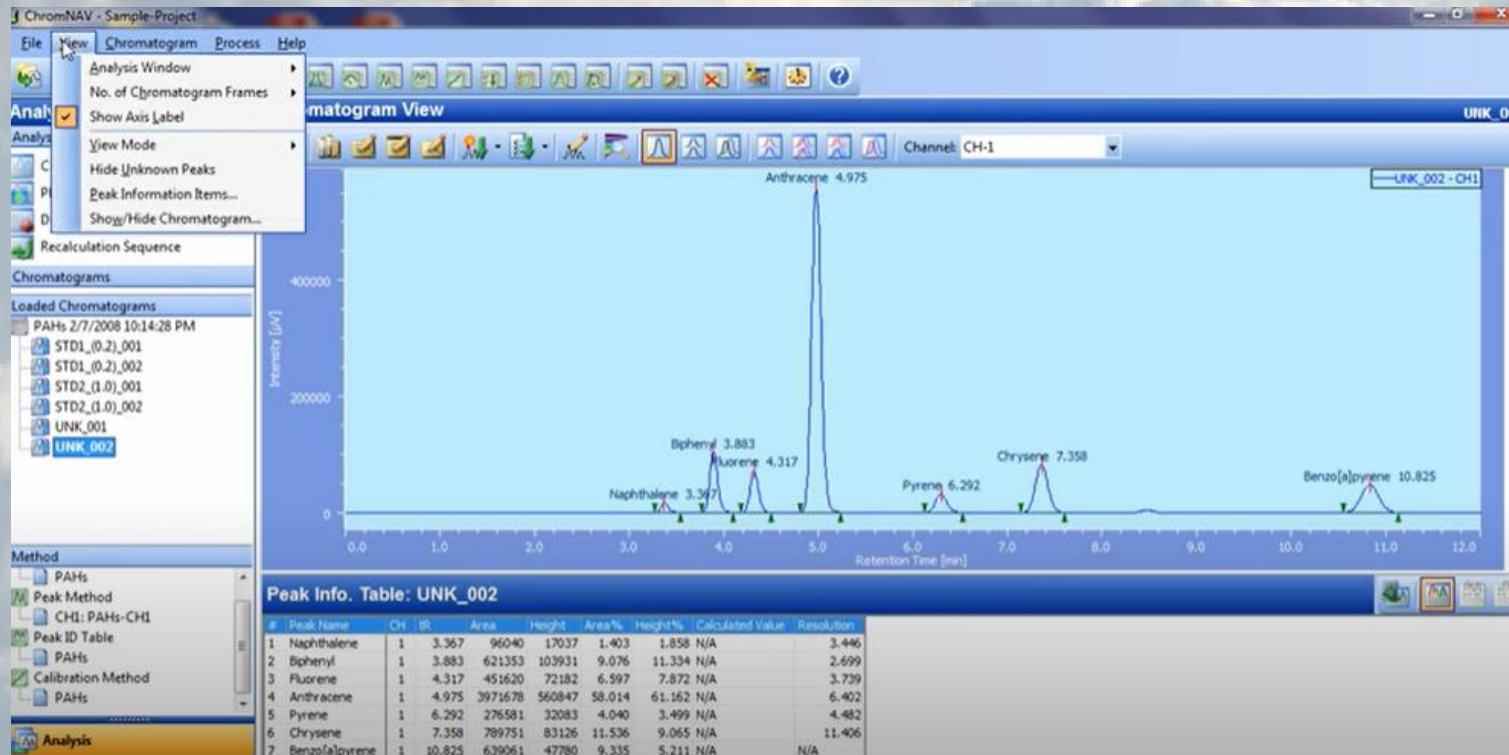 ChromNAV - Sample-Project
File View Chromatogram Process Help
Analysis Window
No. of Chromatogram Frames
Show Axis Label
View Mode
Hide Unknown Peaks
Peak Information Items...
Show/Hide Chromatogram...
Recalculation Sequence
Chromatograms
Loaded Chromatograms
PAHs 2/7/2008 10:14:28 PM
STD1_(0.2)_001
STD1_(0.2)_002
STD2_(1.0)_001
STD2_(1.0)_002
UNK_001
UNK_002
Method
PAHs
Peak Method
CH1: PAHs-CH1
Peak ID Table
PAHs
Calibration Method
PAHs
Analysis
matogram View UNK_0
Channel: CH-1
UNK_002 - CH1
Anthracene 4.975
Biphenyl 3.883
Fluorene 4.317
Naphthalene 3.367
Pyrene 6.292
Chrysene 7.358
Benzo[a]pyrene 10.825
Intensity [µV]
400000
200000
0
0.0 1.0 2.0 3.0 4.0 5.0 6.0 7.0 8.0 9.0 10.0 11.0 12.0
Retention Time [min]
Peak Info. Table: UNK_002
# Peak Name CH tR Area Height Area% Height% Calculated Value Resolution
1 Naphthalene 1 3.367 96040 17037 1.403 1.858 N/A 3.446
2 Biphenyl 1 3.883 621353 103931 9.076 11.334 N/A 2.699
3 Fluorene 1 4.317 451620 72182 6.597 7.872 N/A 3.739
4 Anthracene 1 4.975 3971678 560847 58.014 61.162 N/A 6.402
5 Pyrene 1 6.292 276581 32083 4.040 3.499 N/A 4.482
6 Chrysene 1 7.358 789751 83126 11.536 9.065 N/A 11.406
7 Benzo[a]pyrene 1 10.825 639061 47780 9.335 5.211 N/A N/A